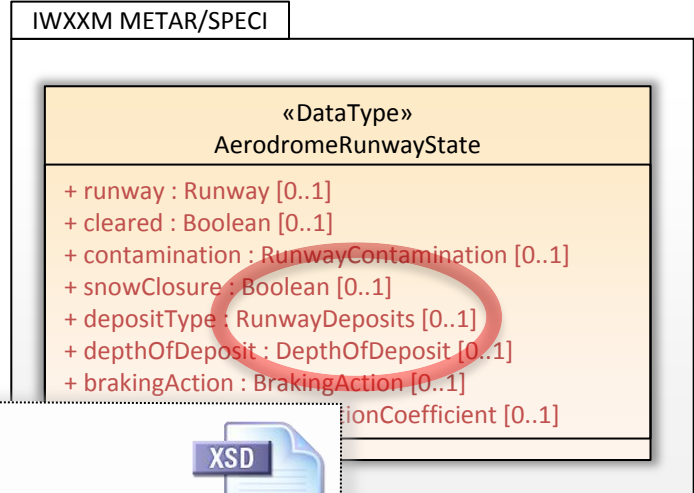 IWXXM METAR/SPECI
«DataType»
AerodromeRunwayState
+ runway : Runway [0..1]
+ cleared : Boolean [0..1]
+ contamination : RunwayContamination [0..1]
+ snowClosure : Boolean [0..1]
+ depositType : RunwayDeposits [0..1]
+ depthOfDeposit : DepthOfDeposit [0..1]
+ brakingAction : BrakingAction [0..1]
ionCoefficient [0..1]
XSD